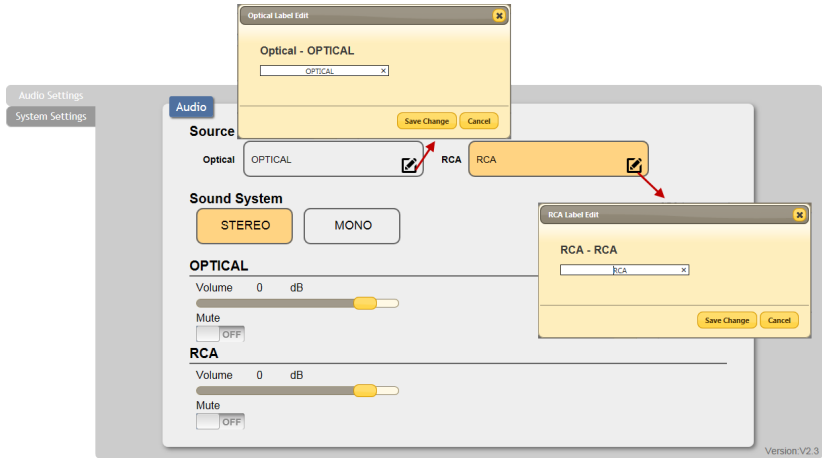 Optical Label Edit
Optical - OPTICAL
OPTICAL ×
Save Change Cancel
Audio Settings
System Settings
Audio
Source
Optical OPTICAL RCA RCA
Sound System
STEREO MONO
RCA Label Edit
RCA - RCA
RCA ×
Save Change Cancel
OPTICAL
Volume 0 dB
Mute
OFF
RCA
Volume 0 dB
Mute
OFF
Version:V2.3